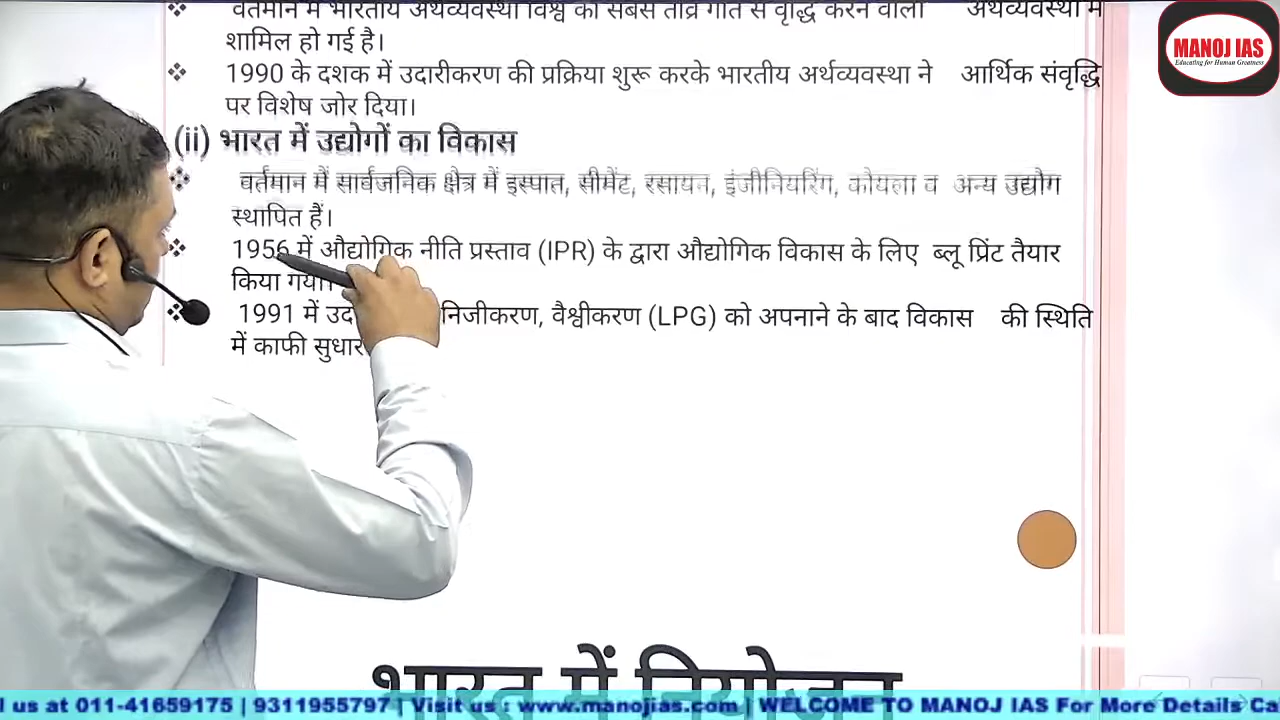 वर्तमान में भारतीय अर्थव्यवस्था विश्व की सबसे तीव्र गति से वृद्धि करने वाली अर्थव्यवस्था में
शामिल हो गई है।
1990 के दशक में उदारीकरण की प्रक्रिया शुरू करके भारतीय अर्थव्यवस्था ने आर्थिक संवृद्धि
पर विशेष जोर दिया।
(ii) भारत में उद्योगों का विकास
वर्तमान में सार्वजनिक क्षेत्र में इस्पात, सीमेंट, रसायन, इंजीनियरिंग, कोयला व अन्य उद्यौग
स्थापित हैं।
1956 में औद्योगिक नीति प्रस्ताव (IPR) के द्वारा औद्योगिक विकास के लिए ब्लू प्रिंट तैयार
किया गया।
1991 में निजीकरण, वैश्वीकरण (LPG) को अपनाने के बाद विकास की स्थिति
में काफी सुधार
भारत में नियोजन
MANOJ IAS
Educating for Human Greatness
l us at 011-41659175 | 9311955797 | Visit us : www.manojias.com | WELCOME TO MANOJ IAS For More Details Ca